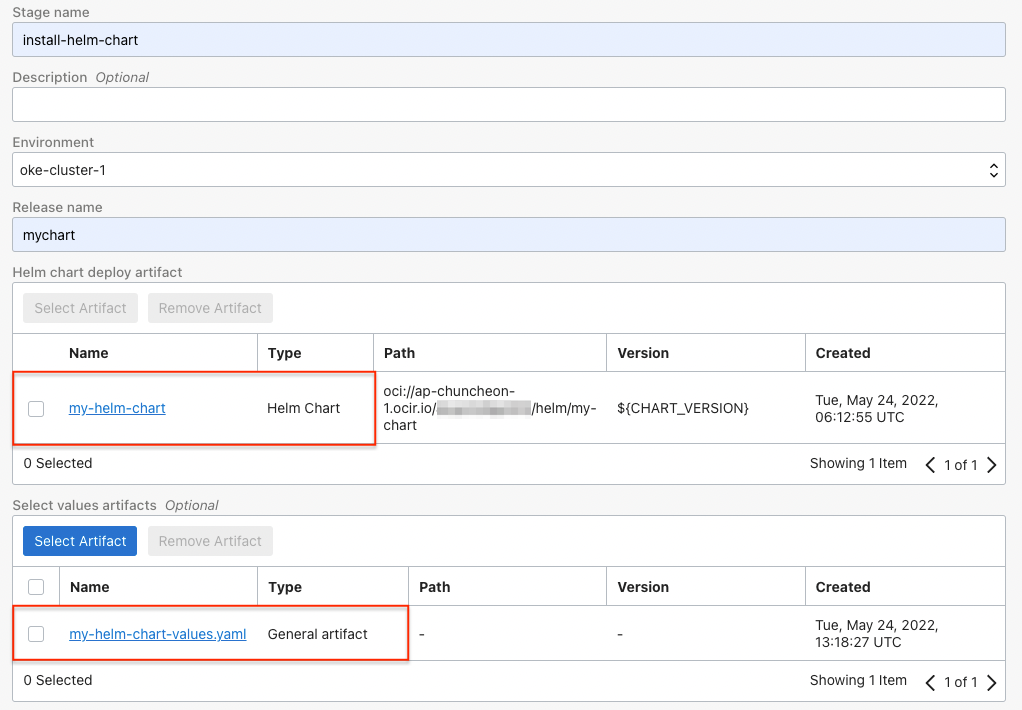 Stage name
install-helm-chart
Description Optional
Environment
oke-cluster-1
Release name
mychart
Helm chart deploy artifact
Select Artifact Remove Artifact
Name Type Path Version Created
my-helm-chart Helm Chart oci://ap-chuncheon-
1.ocir.io/ /helm/my-
chart ${CHART_VERSION} Tue, May 24, 2022,
06:12:55 UTC
0 Selected Showing 1 Item 1 of 1
Select values artifacts Optional
Select Artifact Remove Artifact
Name Type Path Version Created
my-helm-chart-values.yaml General artifact - - Tue, May 24, 2022,
13:18:27 UTC
0 Selected Showing 1 Item 1 of 1